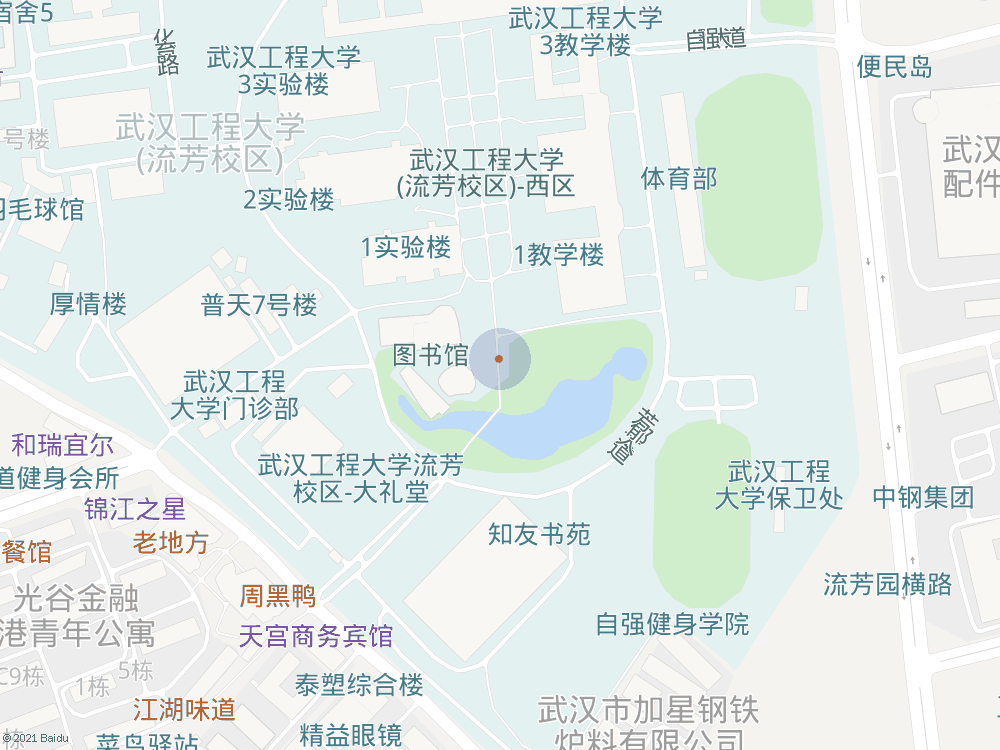 宿舍5
化育路
武汉工程大学
3实验楼
武汉工程大学
3教学楼
自强大道
便民岛
武汉工程大学
(流芳校区)
号楼
武汉工程大学
(流芳校区)-西区
体育部
武汉
配件
2实验楼
羽毛球馆
1实验楼
1教学楼
厚情楼
普天7号楼
图书馆
武汉工程
大学门诊部
芳郁道
和瑞宜尔
道健身会所
武汉工程大学流芳
校区-大礼堂
武汉工程
大学保卫处
中钢集团
锦江之星
老地方
餐馆
知友书苑
光谷金融
港青年公寓
周黑鸭
流芳园横路
天宫商务宾馆
自强健身学院
C9栋
5栋
1栋
泰塑综合楼
江湖味道
武汉市加星钢铁
炉料有限公司
栋
菜鸟驿站
精益眼镜
© 2021 Baidu